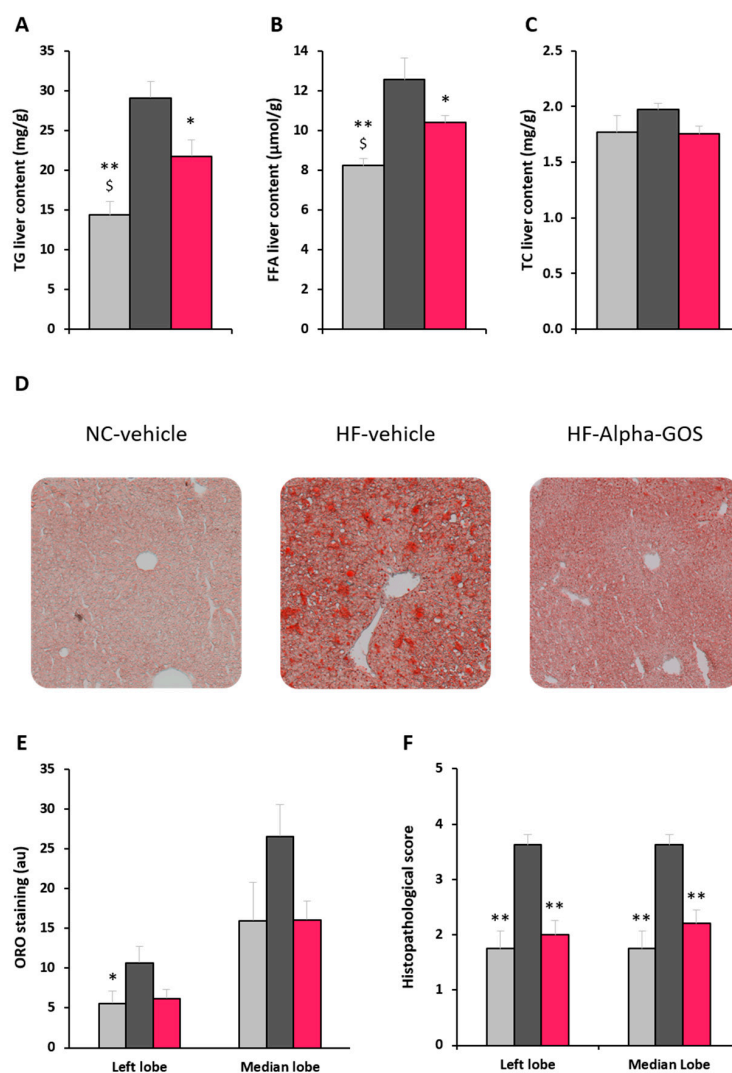 A
B
C
TG liver content (mg/g)
35
30
25
20
15
10
5
0
**
$
*
FFA liver content (µmol/g)
14
12
10
8
6
4
2
0
**
$
*
TC liver content (mg/g)
2.5
2.0
1.5
1.0
0.5
0.0
D
NC-vehicle HF-vehicle HF-Alpha-GOS
E
F
ORO staining (au)
35
30
25
20
15
10
5
0
*
Left lobe Median lobe
Histopathological score
5
4
3
2
1
0
** ** ** **
Left lobe Median Lobe